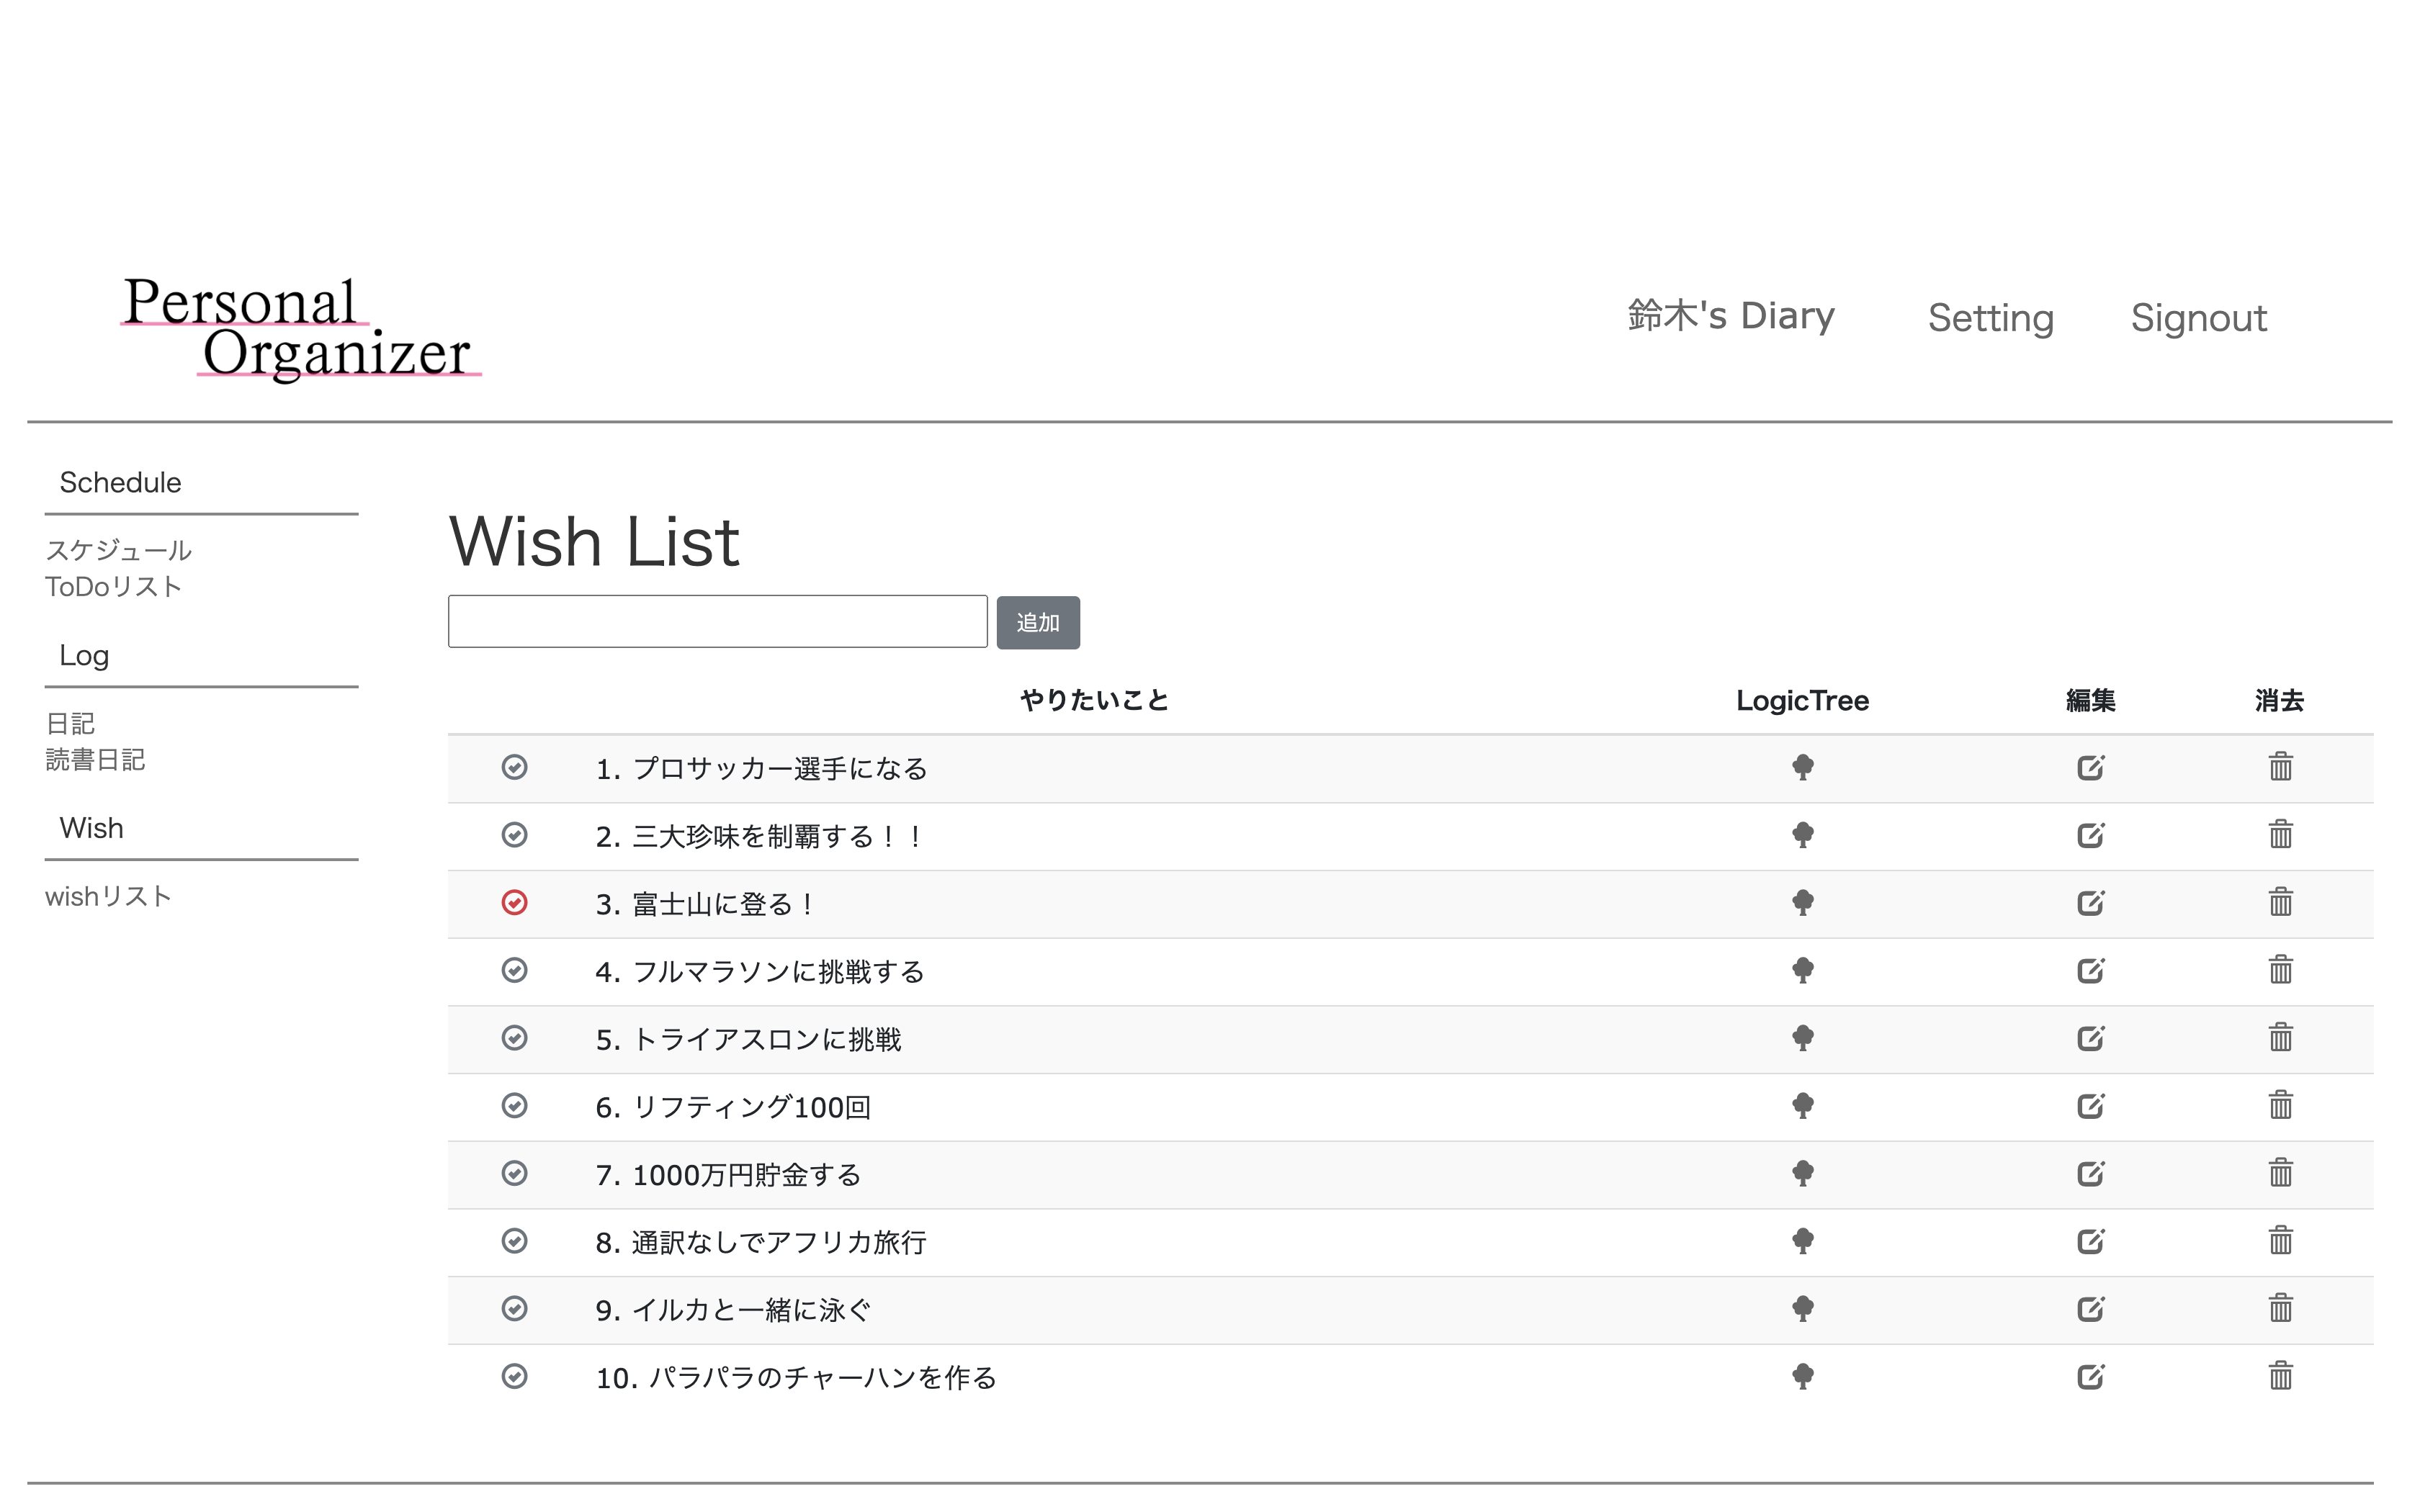 Personal
Organizer
鈴木's Diary Setting Signout
Schedule
スケジュール
ToDoリスト
Log
日記
読書日記
Wish
wishリスト
Wish List
追加
やりたいこと LogicTree 編集 消去
1. プロサッカー選手になる
2. 三大珍味を制覇する！！
3. 富士山に登る！
4. フルマラソンに挑戦する
5. トライアスロンに挑戦
6. リフティング100回
7. 1000万円貯金する
8. 通訳なしでアフリカ旅行
9. イルカと一緒に泳ぐ
10. パラパラのチャーハンを作る